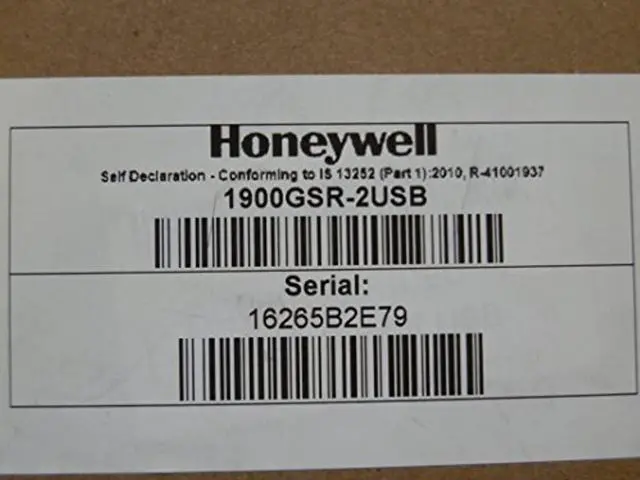 Honeywell
Self Declaration - Conforming to IS 13252 (Part 1):2010, R-41001937
1900GSR-2USB
Serial:
16265B2E79